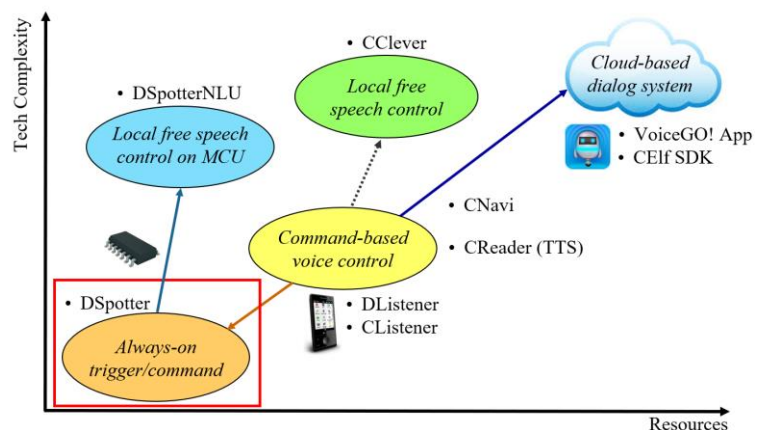 Tech Complexity
• CClever
Local free
speech control
Cloud-based
dialog system
• DSpotterNLU
Local free speech
control on MCU
• VoiceGO! App
• CElf SDK
• CNavi
• CReader (TTS)
Command-based
voice control
• DSpotter
Always-on
trigger/command
• DListener
• CListener
Resources